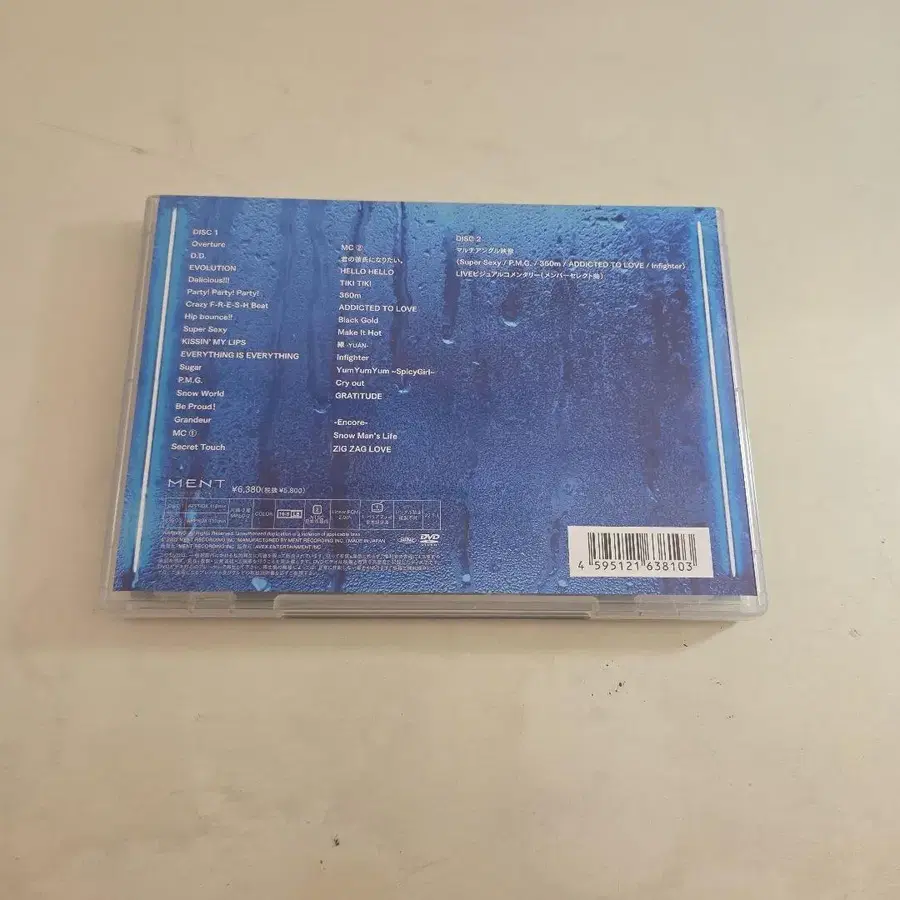 DISC 1
Overture
D.D.
EVOLUTION
Delicious!!!
Party! Party! Party!
Crazy F-R-E-S-H Beat
Hip bounce!!
Super Sexy
KISSIN' MY LIPS
EVERYTHING IS EVERYTHING
Sugar
P.M.G.
Snow World
Be Proud!
Grandeur
MC ①
Secret Touch
MC ②
君の彼氏になりたい。
HELLO HELLO
TIKI TIKI
360m
ADDICTED TO LOVE
Black Gold
Make It Hot
縁 -YUÁN-
Infighter
YumYumYum ~SpicyGirl~
Cry out
GRATITUDE
-Encore-
Snow Man's Life
ZIG ZAG LOVE
DISC 2
マルチアングル映像
(Super Sexy / P.M.G. / 360m / ADDICTED TO LOVE / Infighter)
LIVEビジュアルコメンタリー(メンバーセレクト曲)
MENT ¥6,380(税抜 ¥5,800)
COLOR 16:9 LB
DVD
4 595121 638103